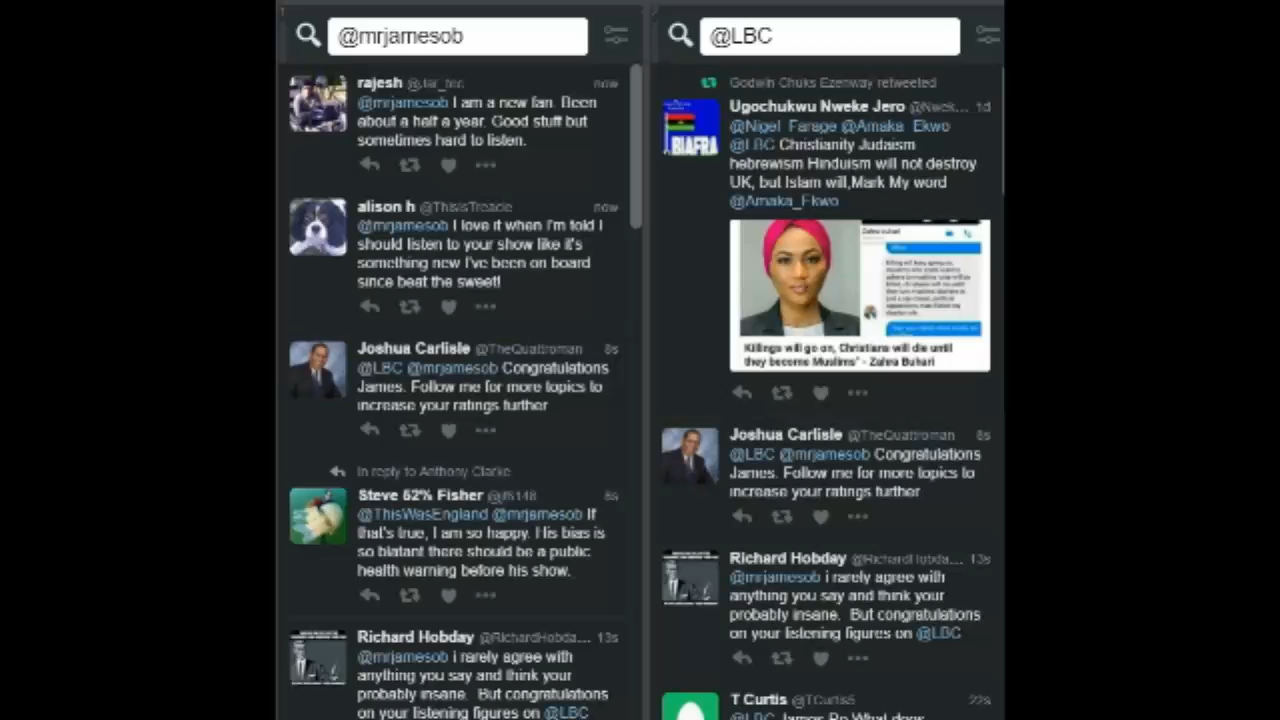 @mrjamesob
rajesh
now
@mrjamesob I am a new fan. Been
about a half a year. Good stuff but
sometimes hard to listen.
alison h @ThisIsTreacle now
@mrjamesob I love it when I'm told I
should listen to your show like it's
something new I've been on board
since beat the sweet!
Joshua Carlisle @TheQuattroman 8s
@LBC @mrjamesob Congratulations
James. Follow me for more topics to
increase your ratings further
In reply to Anthony Clarke
Steve 52% Fisher @jf6148 8s
@ThisWasEngland @mrjamesob If
that's true, I am so happy. His bias is
so blatant there should be a public
health warning before his show.
Richard Hobday @RichardHobda... 13s
@mrjamesob i rarely agree with
anything you say and think your
probably insane. But congratulations
on your listening figures on @LBC
@LBC
Godwin Chuks Ezenway retweeted
Ugochukwu Nweke Jero @Nwek... 1d
@Nigel_Farage @Amaka_Ekwo
@LBC Christianity Judaism
hebrewism Hinduism will not destroy
UK, but Islam will,Mark My word
@Amaka_Ekwo
BIAFRA
Killings will go on, Christians will die until
they become Muslims" - Zahra Buhari
Joshua Carlisle @TheQuattroman 8s
@LBC @mrjamesob Congratulations
James. Follow me for more topics to
increase your ratings further
Richard Hobday @RichardHobda... 13s
@mrjamesob i rarely agree with
anything you say and think your
probably insane. But congratulations
on your listening figures on @LBC
T Curtis @TCurtis5 22s
@LBC James Do What does